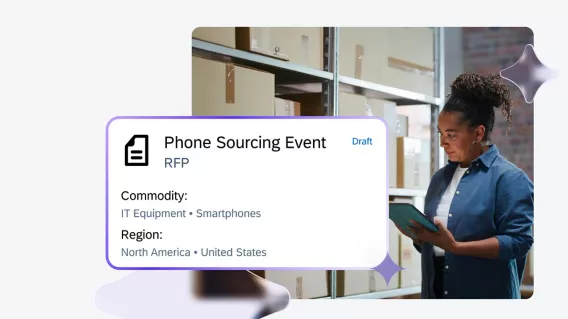 Phone Sourcing Event
Draft
RFP
Commodity:
IT Equipment • Smartphones
Region:
North America • United States